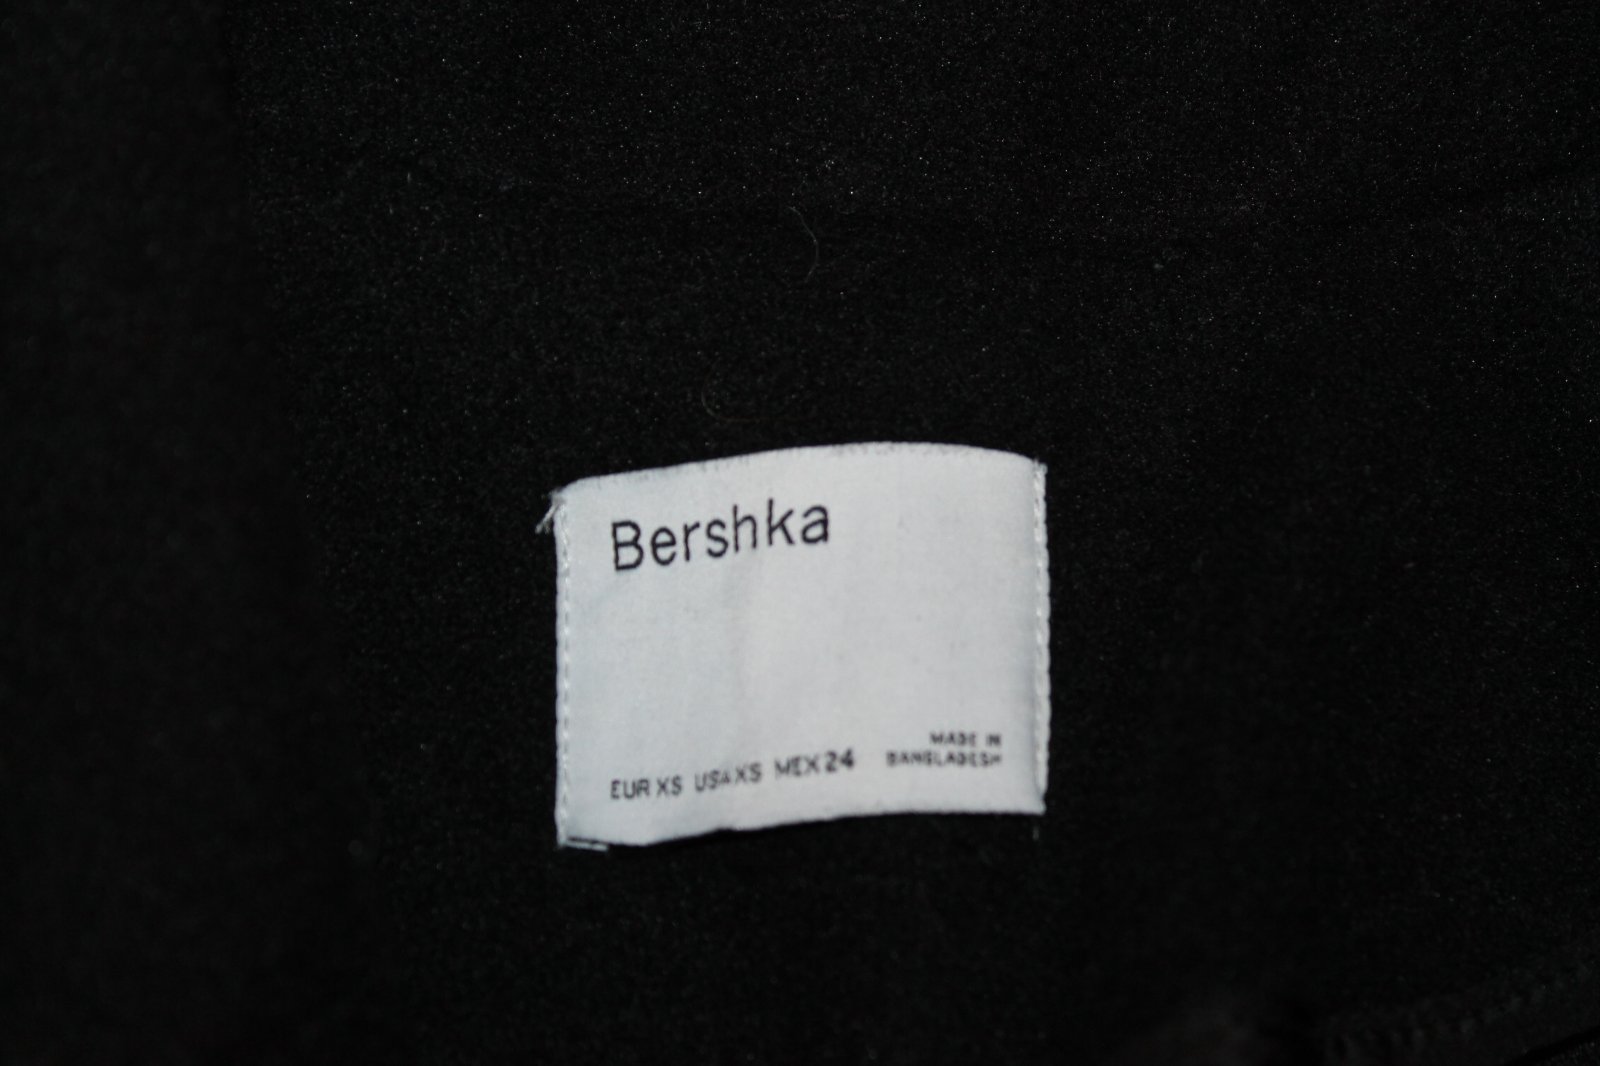 Bershka
EUR XS USA XS MEX 24
MADE IN
BANGLADESH